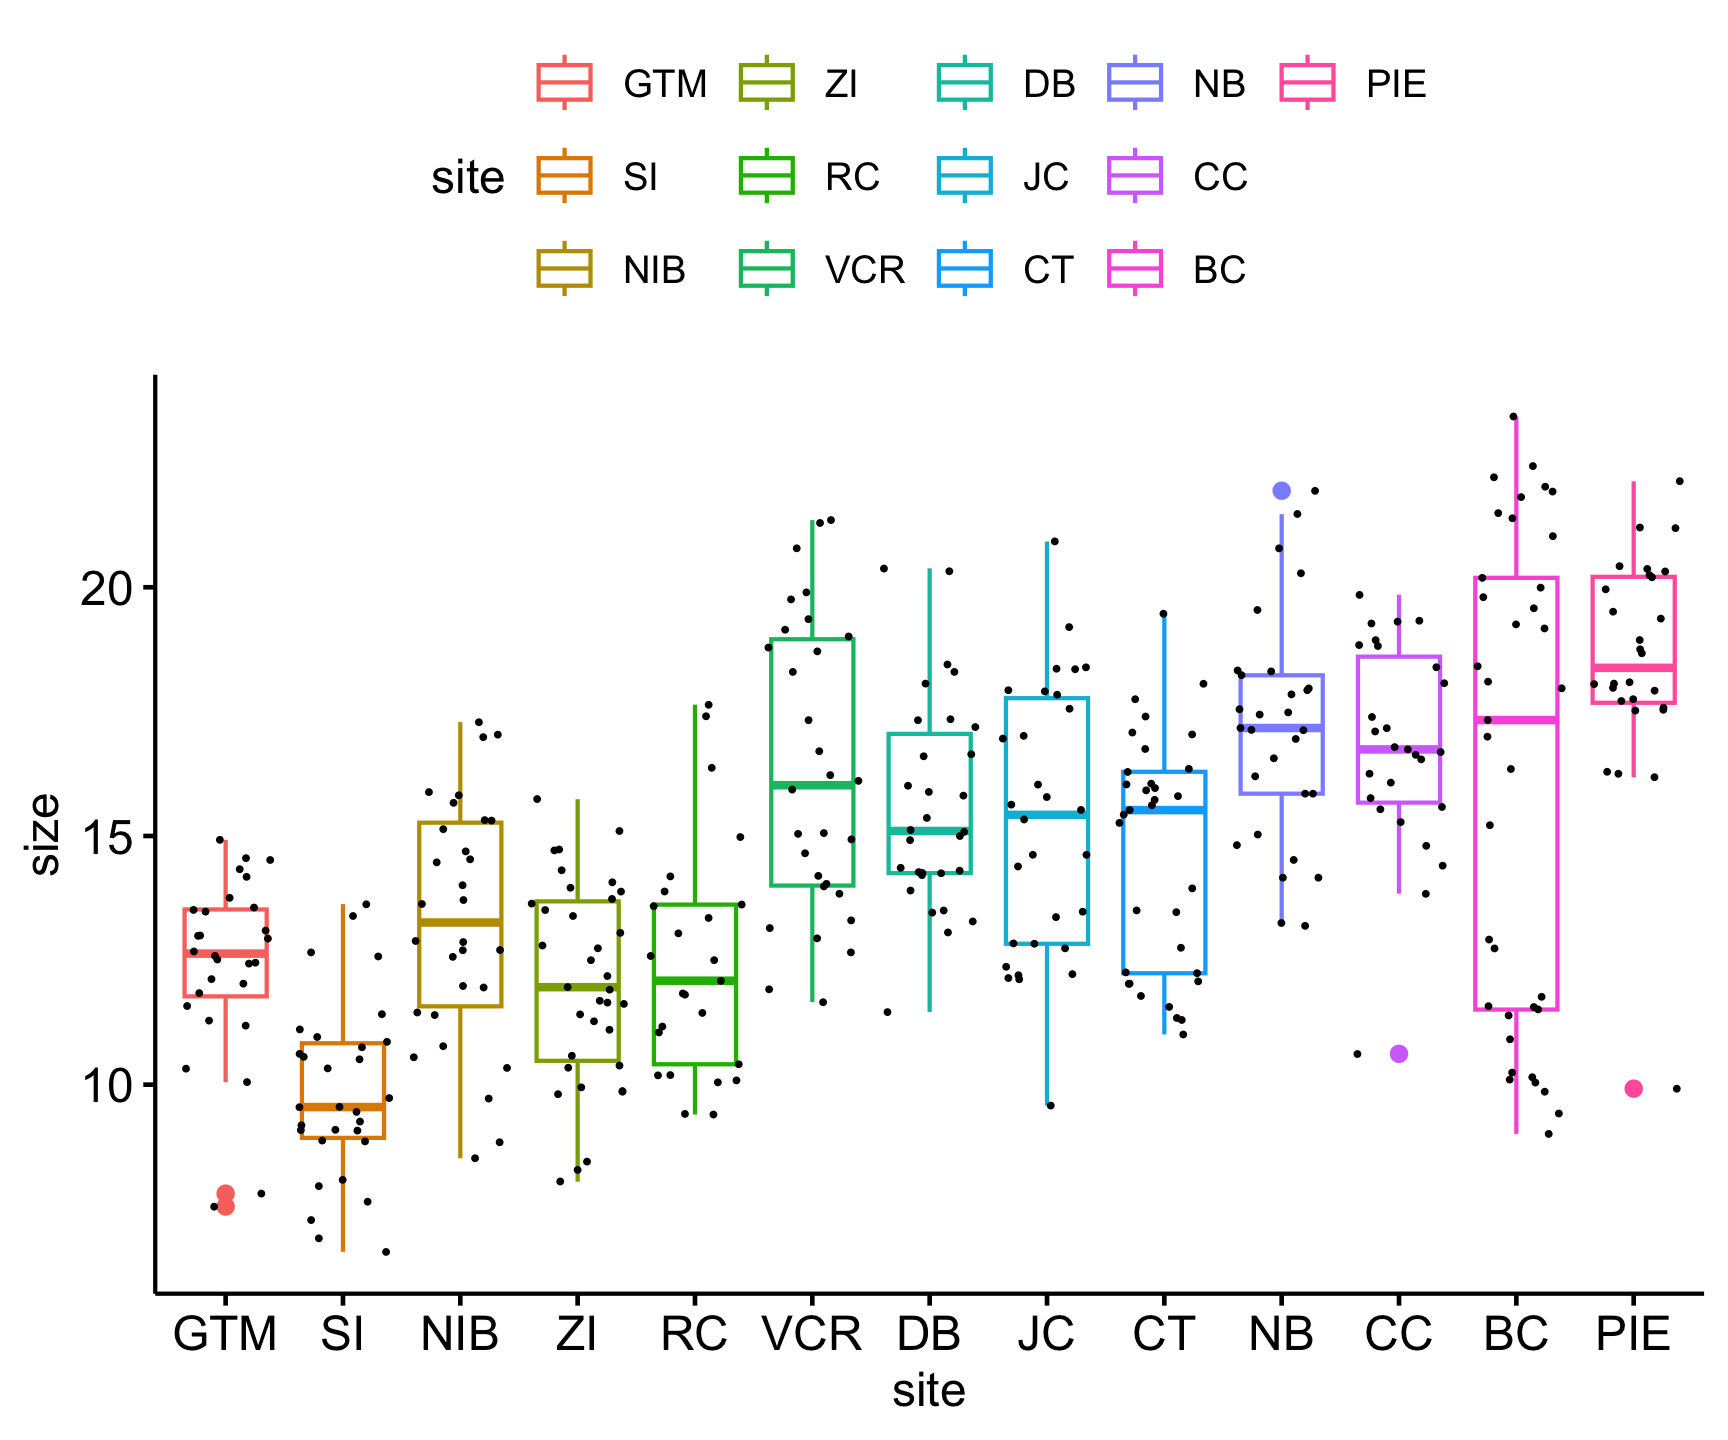 GTM ZI DB NB PIE
site SI RC JC CC
NIB VCR CT BC
size
20
15
10
GTM SI NIB ZI RC VCR DB JC CT NB CC BC PIE
site